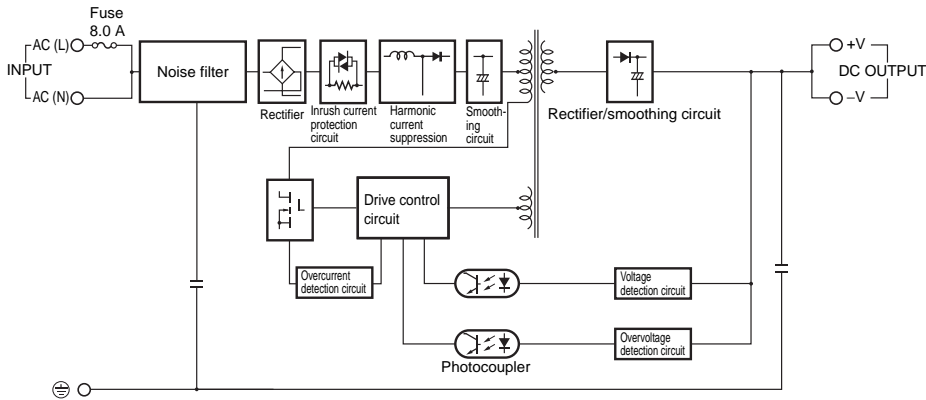 Fuse
8.0 A
AC (L)
INPUT
AC (N)
Noise filter
Rectifier
Inrush current
protection
circuit
Harmonic
current
suppression
Smooth-
ing
circuit
Rectifier/smoothing circuit
+V
DC OUTPUT
–V
Drive control
circuit
Overcurrent
detection circuit
Voltage
detection circuit
Overvoltage
detection circuit
Photocoupler